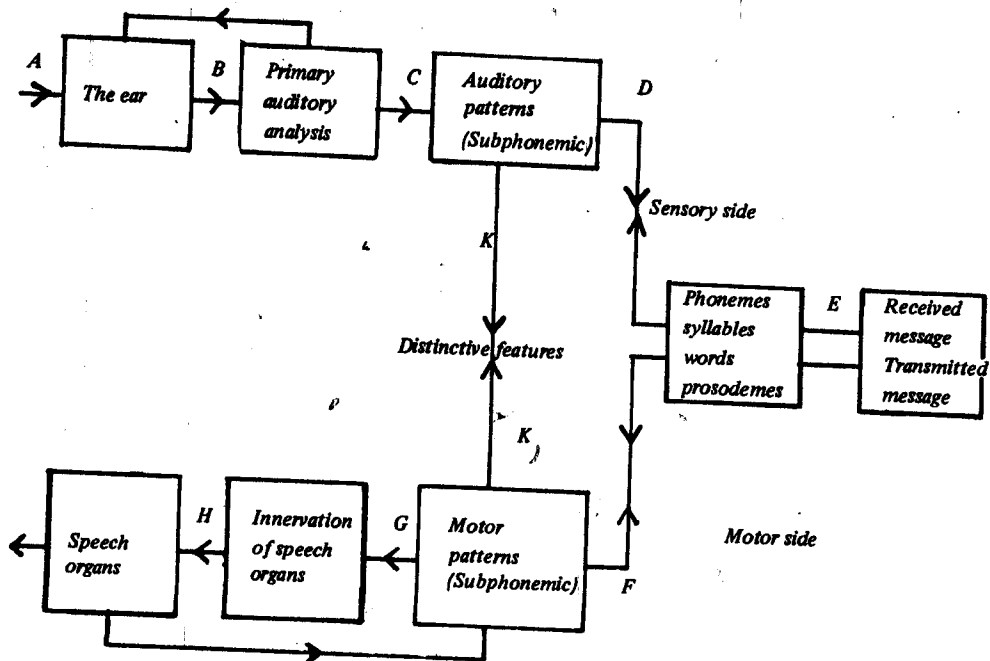 A
The ear
B
Primary
auditory
analysis
C
Auditory
patterns
(Subphonemic)
D
Sensory side
K
Distinctive features
K
Phonemes
syllables
words
prosodemes
E
Received
message
Transmitted
message
Speech
organs
H
Innervation
of speech
organs
G
Motor
patterns
(Subphonemic)
F
Motor side